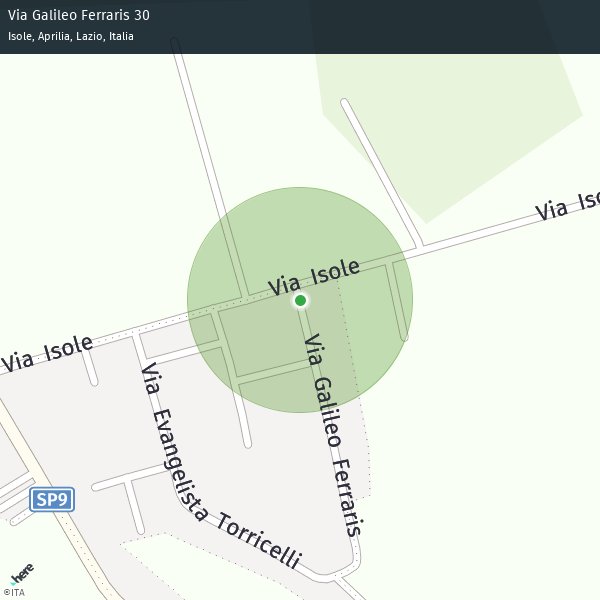 Via Galileo Ferraris 30
Isole, Aprilia, Lazio, Italia
Via Iso
Via Isole
Via Isole
Via Galileo Ferraris
Via Evangelista Torricelli
SP9
here
©ITA